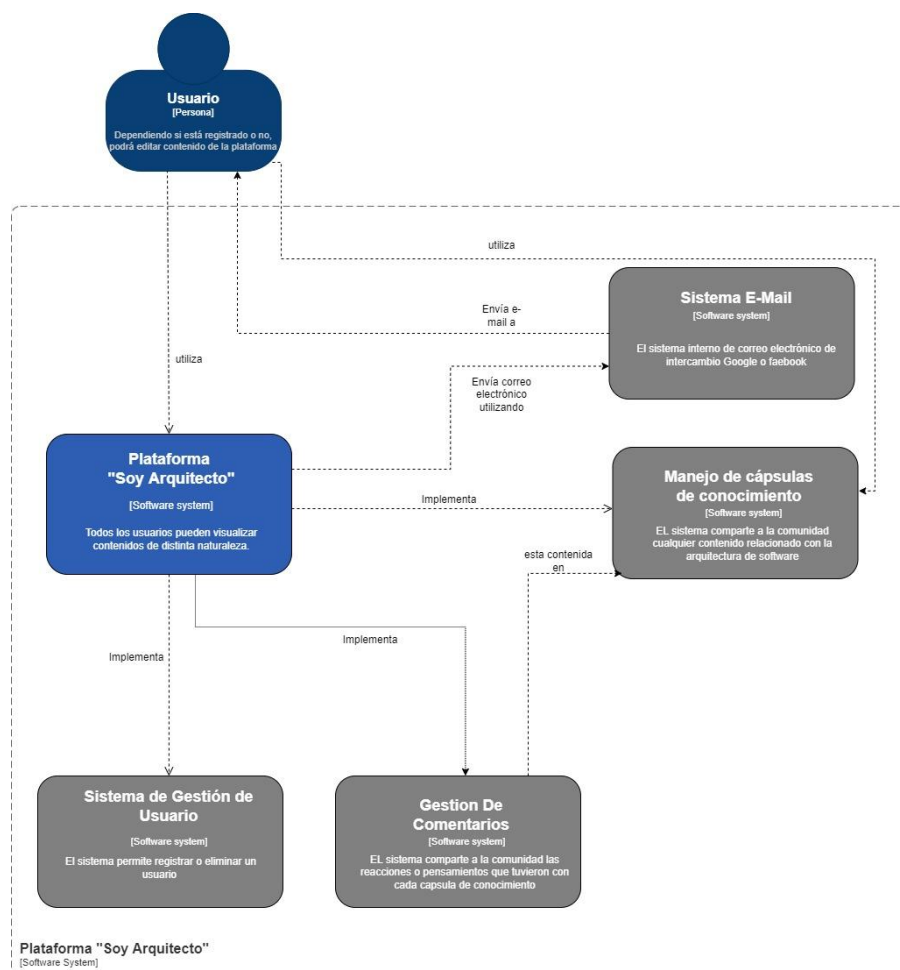 Usuario
[Persona]
Dependiendo si está registrado o no,
podrá editar contenido de la plataforma
utiliza
Sistema E-Mail
[Software system]
El sistema interno de correo electrónico de
intercambio Google o faebook
Envía e-
mail a
utiliza
Envía correo
electrónico
utilizando
Plataforma
"Soy Arquitecto"
[Software system]
Todos los usuarios pueden visualizar
contenidos de distinta naturaleza.
Implementa
Manejo de cápsulas
de conocimiento
[Software system]
EL sistema comparte a la comunidad
cualquier contenido relacionado con la
arquitectura de software
esta contenida
en
Implementa
Implementa
Sistema de Gestión de
Usuario
[Software system]
El sistema permite registrar o eliminar un
usuario
Gestion De
Comentarios
[Software system]
EL sistema comparte a la comunidad las
reacciones o pensamientos que tuvieron con
cada capsula de conocimiento
Plataforma "Soy Arquitecto"
[Software System]